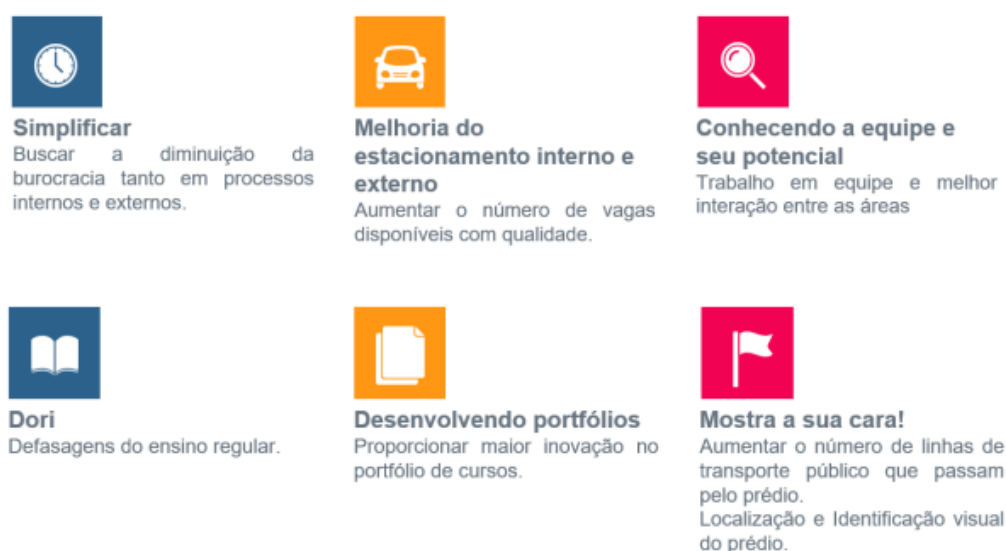 Simplificar
Buscar a diminuição da
burocracia tanto em processos
internos e externos.
Melhoria do
estacionamento interno e
externo
Aumentar o número de vagas
disponíveis com qualidade.
Conhecendo a equipe e
seu potencial
Trabalho em equipe e melhor
interação entre as áreas
Dori
Defasagens do ensino regular.
Desenvolvendo portfólios
Proporcionar maior inovação no
portfólio de cursos.
Mostra a sua cara!
Aumentar o número de linhas de
transporte público que passam
pelo prédio.
Localização e Identificação visual
do prédio.